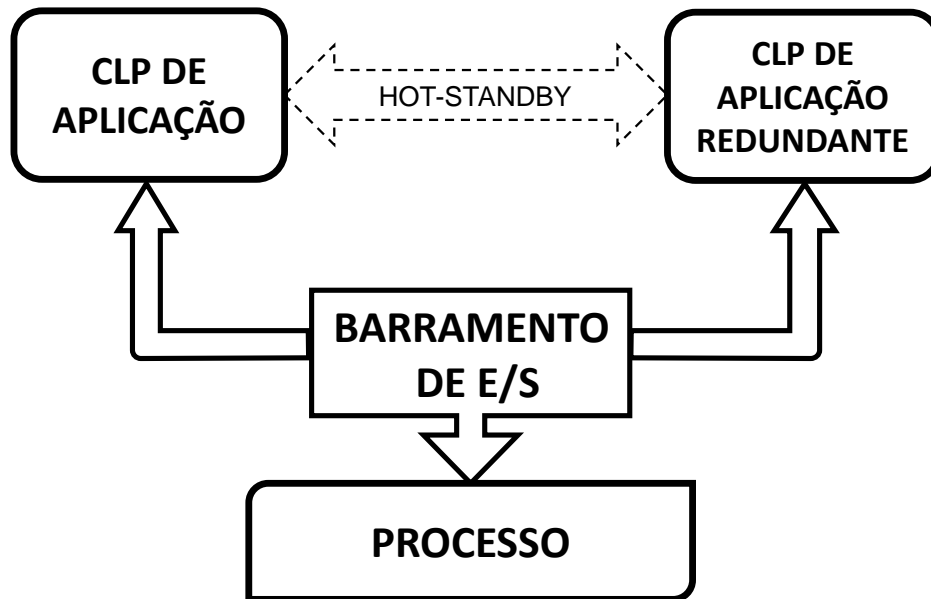 CLP DE
APLICAÇÃO
HOT-STANDBY
CLP DE
APLICAÇÃO
REDUNDANTE
BARRAMENTO
DE E/S
PROCESSO